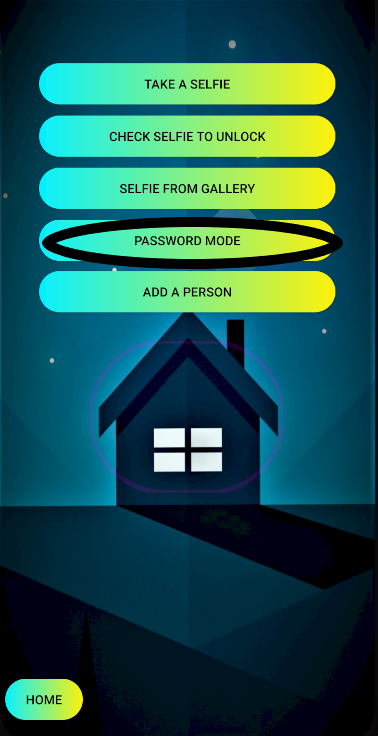 TAKE A SELFIE
CHECK SELFIE TO UNLOCK
SELFIE FROM GALLERY
PASSWORD MODE
ADD A PERSON
HOME